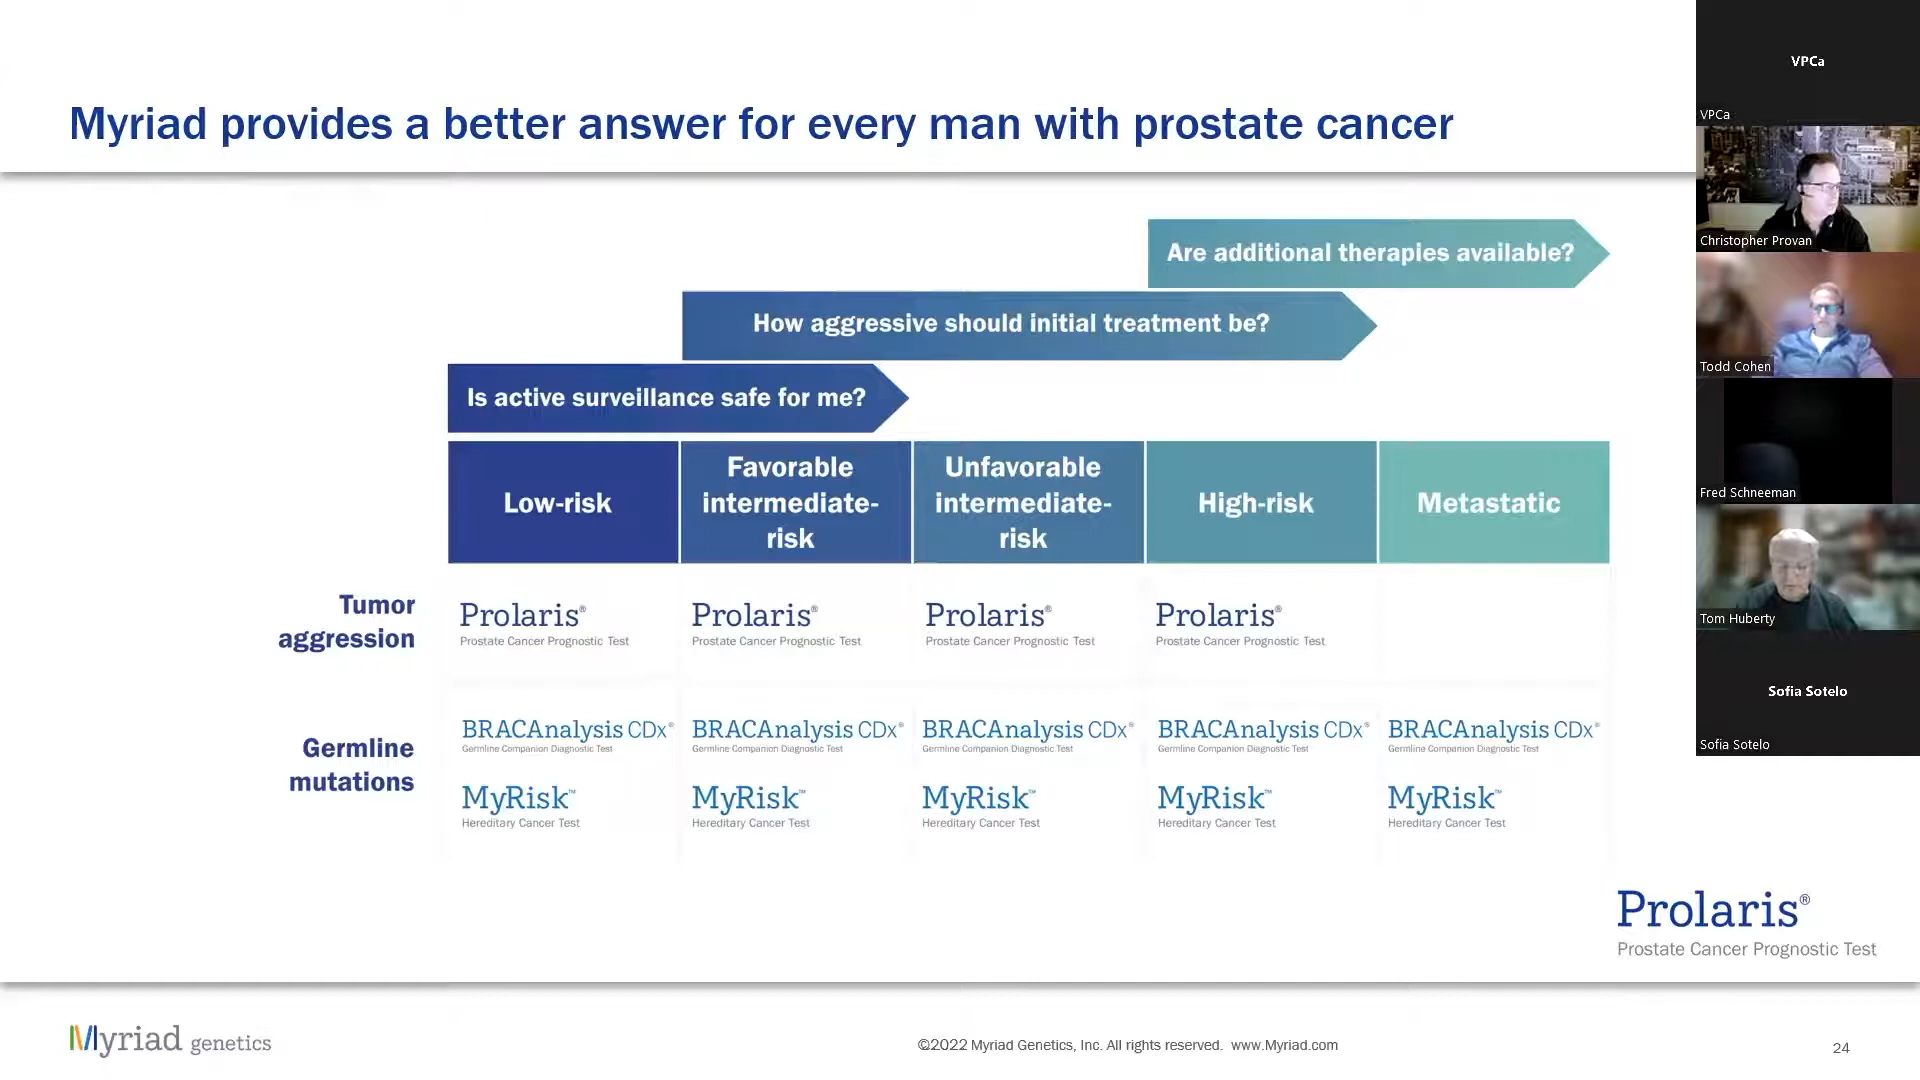 Myriad provides a better answer for every man with prostate cancer
Are additional therapies available?
How aggressive should initial treatment be?
Is active surveillance safe for me?
Low-risk
Favorable
intermediate-
risk
Unfavorable
intermediate-
risk
High-risk
Metastatic
Tumor
aggression
Prolaris®
Prostate Cancer Prognostic Test
Prolaris®
Prostate Cancer Prognostic Test
Prolaris®
Prostate Cancer Prognostic Test
Prolaris®
Prostate Cancer Prognostic Test
Germline
mutations
BRACAnalysis CDx®
Germline Companion Diagnostic Test
MyRisk™
Hereditary Cancer Test
BRACAnalysis CDx®
Germline Companion Diagnostic Test
MyRisk™
Hereditary Cancer Test
BRACAnalysis CDx®
Germline Companion Diagnostic Test
MyRisk™
Hereditary Cancer Test
BRACAnalysis CDx®
Germline Companion Diagnostic Test
MyRisk™
Hereditary Cancer Test
BRACAnalysis CDx®
Germline Companion Diagnostic Test
MyRisk™
Hereditary Cancer Test
Prolaris®
Prostate Cancer Prognostic Test
Myriad genetics
©2022 Myriad Genetics, Inc. All rights reserved. www.Myriad.com
24
VPCa
VPCa
Christopher Provan
Todd Cohen
Fred Schneeman
Tom Huberty
Sofia Sotelo
Sofia Sotelo